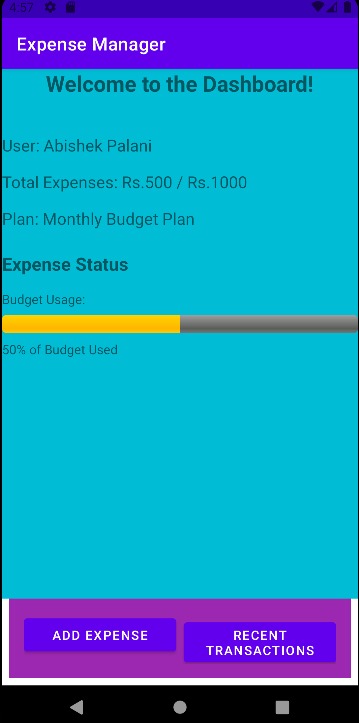 4:57
Expense Manager
Welcome to the Dashboard!
User: Abishek Palani
Total Expenses: Rs.500 / Rs.1000
Plan: Monthly Budget Plan
Expense Status
Budget Usage:
50% of Budget Used
ADD EXPENSE
RECENT
TRANSACTIONS